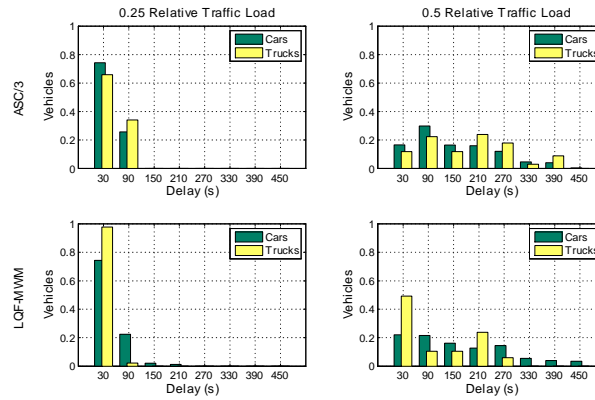 0.25 Relative Traffic Load
0.5 Relative Traffic Load
ASC/3
Vehicles
1
0.8
0.6
0.4
0.2
0
30 90 150 210 270 330 390 450
Delay (s)
Cars
Trucks
Vehicles
1
0.8
0.6
0.4
0.2
0
30 90 150 210 270 330 390 450
Delay (s)
Cars
Trucks
LQF-MWM
Vehicles
1
0.8
0.6
0.4
0.2
0
30 90 150 210 270 330 390 450
Delay (s)
Cars
Trucks
Vehicles
1
0.8
0.6
0.4
0.2
0
30 90 150 210 270 330 390 450
Delay (s)
Cars
Trucks